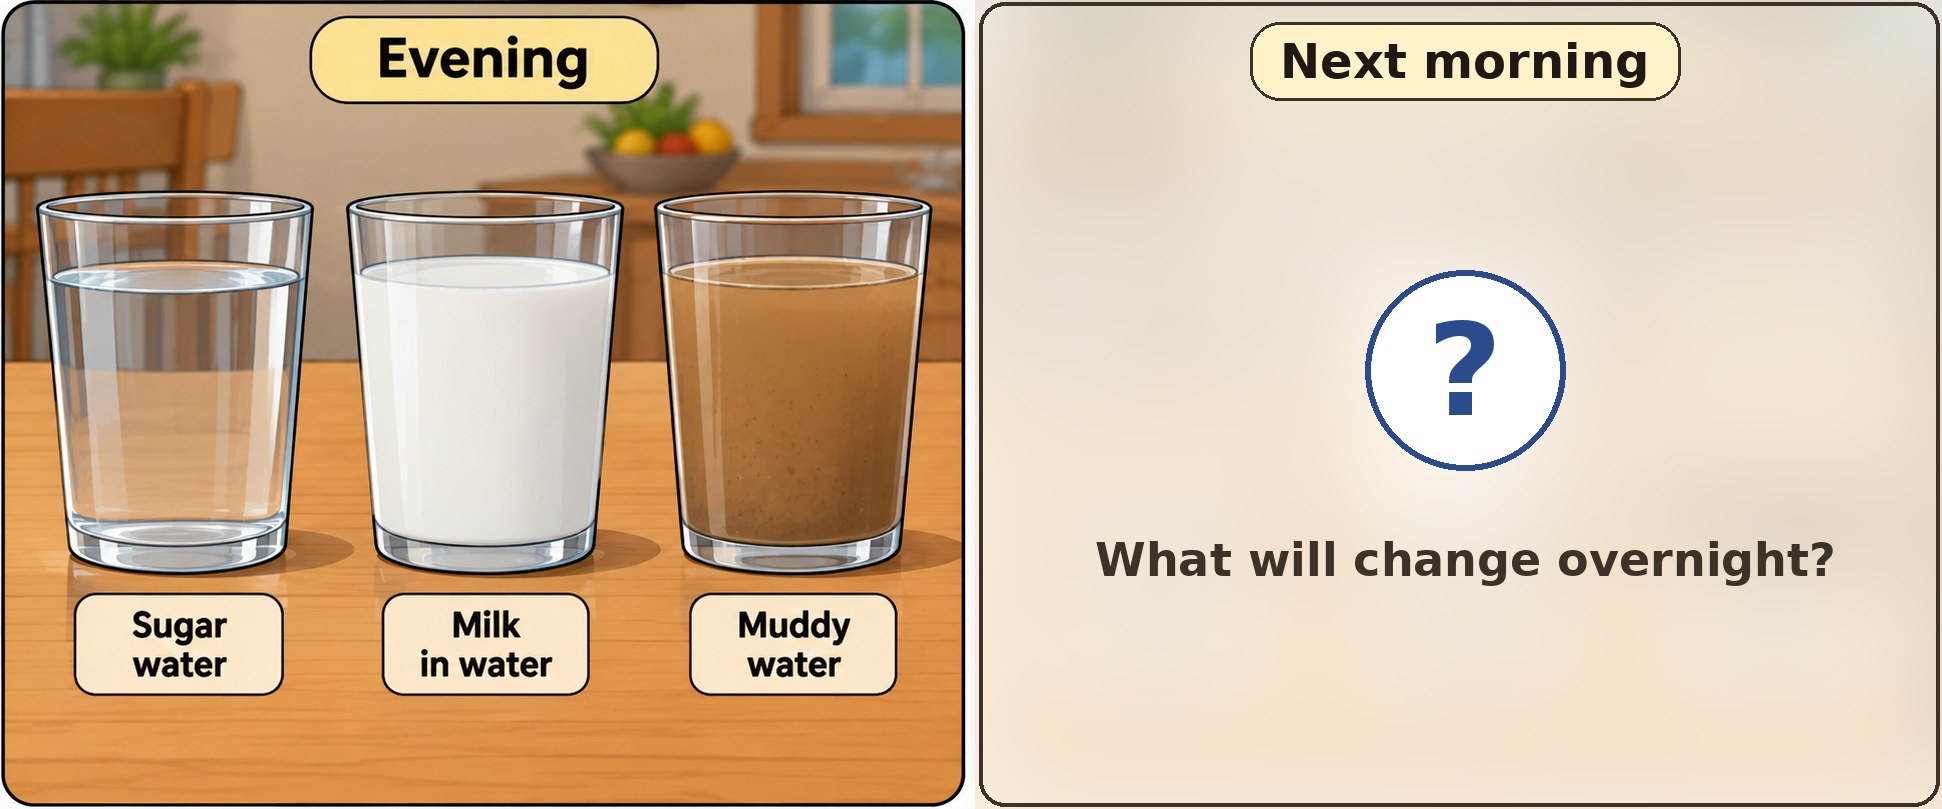 Evening
Sugar
water
Milk
in water
Muddy
water
Next morning
?
What will change overnight?